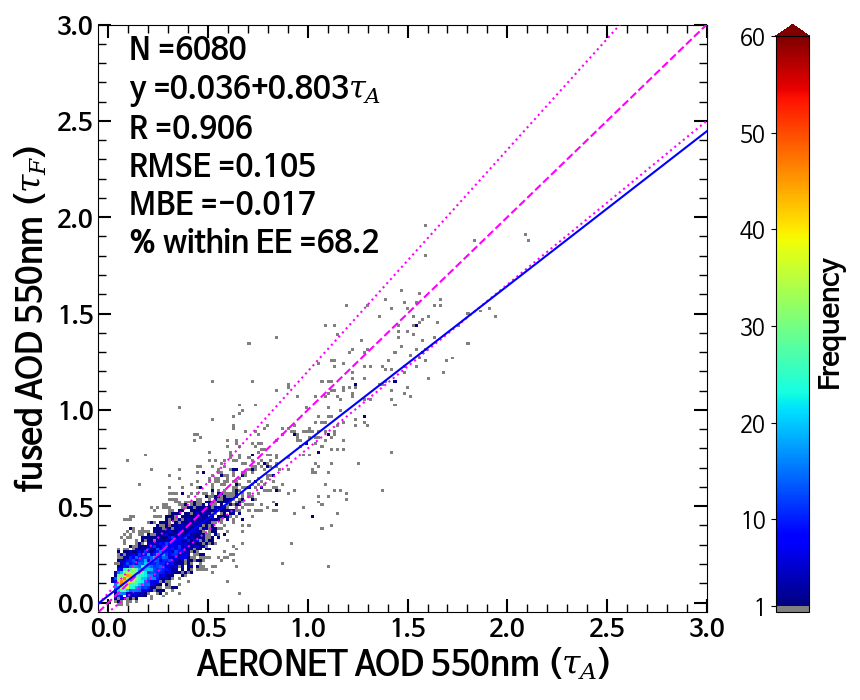 N =6080
y =0.036+0.803τA
R =0.906
RMSE =0.105
MBE =−0.017
% within EE =68.2
3.0
2.5
2.0
1.5
1.0
0.5
0.0
fused AOD 550nm (τF)
0.0 0.5 1.0 1.5 2.0 2.5 3.0
AERONET AOD 550nm (τA)
60
50
40
30
20
10
1
Frequency